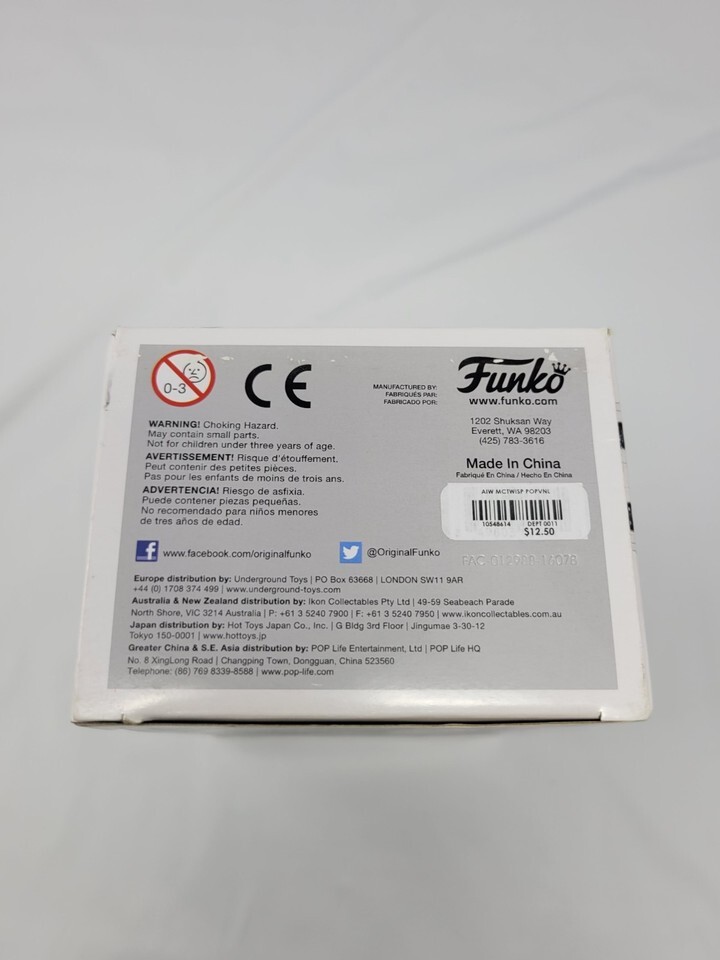 0-3
CE
MANUFACTURED BY:
FABRIQUÉS PAR:
FABRICADO POR:
Funko
www.funko.com
1202 Shuksan Way
Everett, WA 98203
(425) 783-3616
Made In China
Fabriqué En China / Hecho En China
WARNING! Choking Hazard.
May contain small parts.
Not for children under three years of age.
AVERTISSEMENT! Risque d'étouffement.
Peut contenir des petites pièces.
Pas pour les enfants de moins de trois ans.
ADVERTENCIA! Riesgo de asfixia.
Puede contener piezas pequeñas.
No recomendado para niños menores
de tres años de edad.
AIW MCTWISP POPVNL
10548614 DEPT 0011
$12.50
f www.facebook.com/originalfunko
@OriginalFunko
Europe distribution by: Underground Toys | PO Box 63668 | LONDON SW11 9AR
+44 (0) 1708 374 499 | www.underground-toys.com
Australia & New Zealand distribution by: Ikon Collectables Pty Ltd | 49-59 Seabeach Parade
North Shore, VIC 3214 Australia | P: +61 3 5240 7900 | F: +61 3 5240 7950 | www.ikoncollectables.com.au
Japan distribution by: Hot Toys Japan Co., Inc. | G Bldg 3rd Floor | Jingumae 3-30-12
Tokyo 150-0001 | www.hottoys.jp
Greater China & S.E. Asia distribution by: POP Life Entertainment, Ltd | POP Life HQ
No. 8 XingLong Road | Changping Town, Dongguan, China 523560
Telephone: (86) 769 8339-8588 | www.pop-life.com